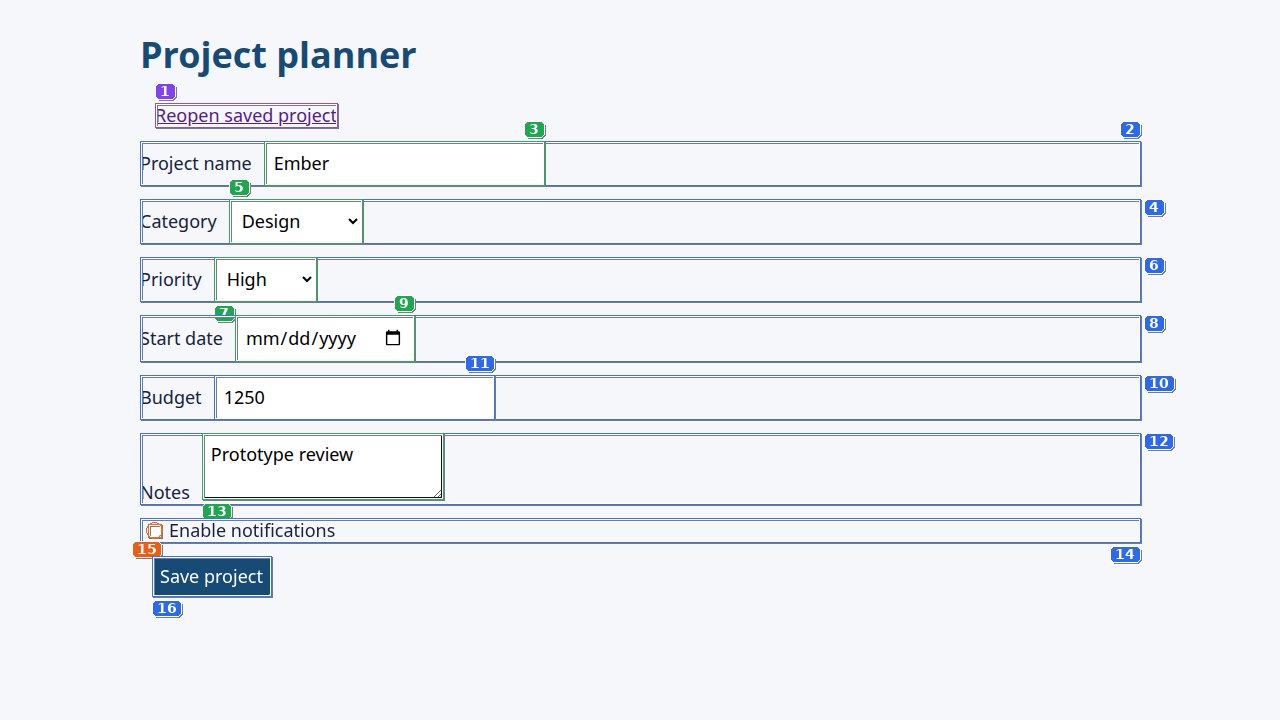 Project planner
1
Reopen saved project
3 2
Project name Ember
5
Category Design 4
Priority High 6
7 9
Start date mm/dd/yyyy 8
11
Budget 1250 10
Prototype review 12
Notes
13
Enable notifications
15 14
Save project
16